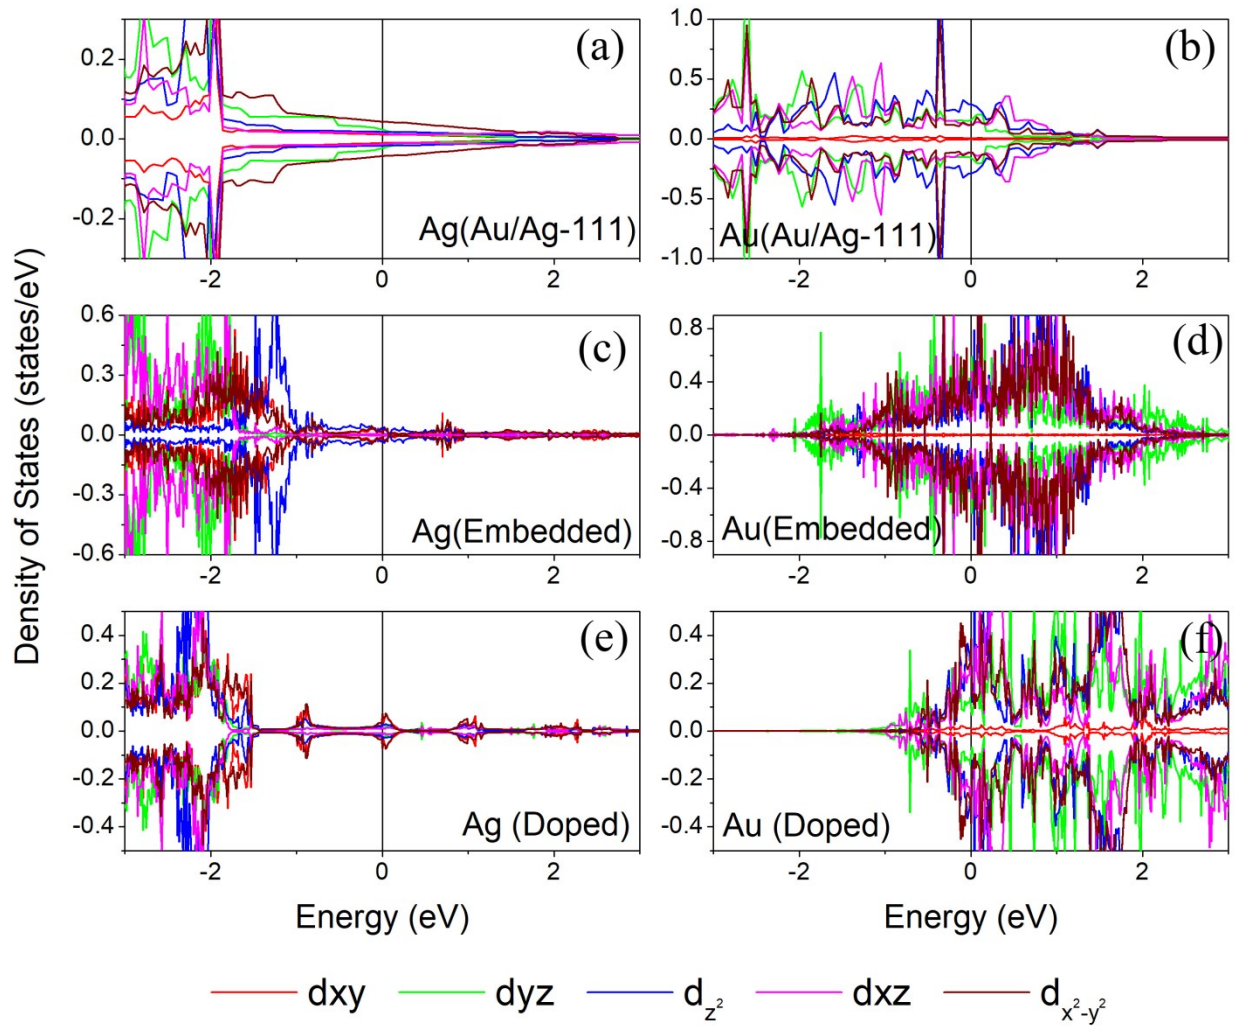 (a)
0.2
0.0
-0.2
Ag(Au/Ag-111)
-2
0
2
(b)
1.0
0.5
0.0
-0.5
-1.0
Au(Au/Ag-111)
-2
0
2
Density of States (states/eV)
(c)
0.6
0.3
0.0
-0.3
-0.6
Ag(Embedded)
-2
0
2
(d)
0.8
0.4
0.0
-0.4
-0.8
Au(Embedded)
-2
0
2
(e)
0.4
0.2
0.0
-0.2
-0.4
Ag (Doped)
-2
0
2
Energy (eV)
(f)
0.4
0.2
0.0
-0.2
-0.4
Au (Doped)
-2
0
2
Energy (eV)
dxy dyz d_z² dxz d_x²-y²